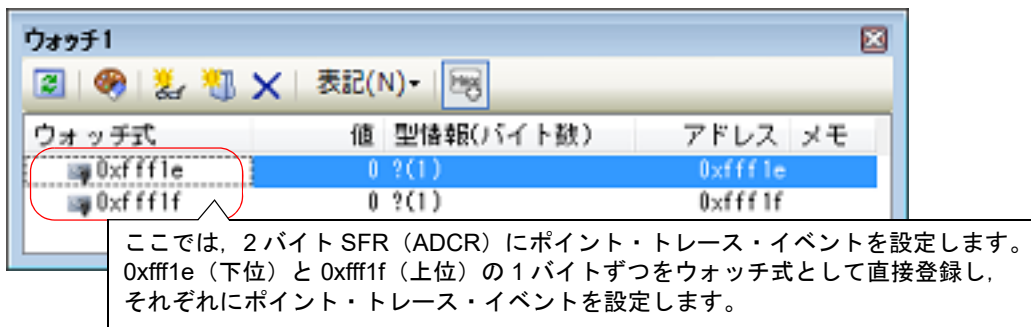 ウォッチ1
表記(N)
Hex
ウォッチ式 値 型情報(バイト数) アドレス メモ
0xfff1e 0 ?(1) 0xfff1e
0xfff1f 0 ?(1) 0xfff1f
ここでは，2 バイト SFR（ADCR）にポイント・トレース・イベントを設定します。
0xfff1e（下位）と 0xfff1f（上位）の 1 バイトずつをウォッチ式として直接登録し，
それぞれにポイント・トレース・イベントを設定します。